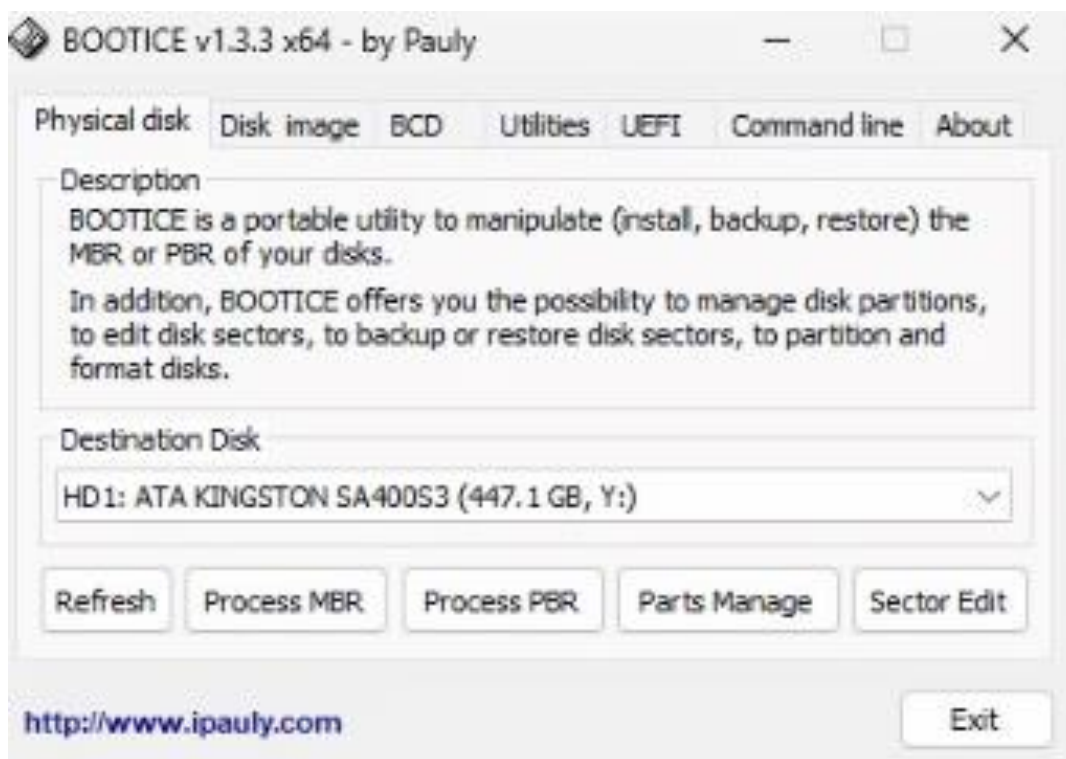 BOOTICE v1.3.3 x64 - by Pauly
Physical disk Disk image BCD Utilities UEFI Command line About
Description
BOOTICE is a portable utility to manipulate (install, backup, restore) the
MBR or PBR of your disks.
In addition, BOOTICE offers you the possibility to manage disk partitions,
to edit disk sectors, to backup or restore disk sectors, to partition and
format disks.
Destination Disk
HD1: ATA KINGSTON SA400S3 (447.1 GB, Y:)
Refresh Process MBR Process PBR Parts Manage Sector Edit
http://www.ipauly.com Exit